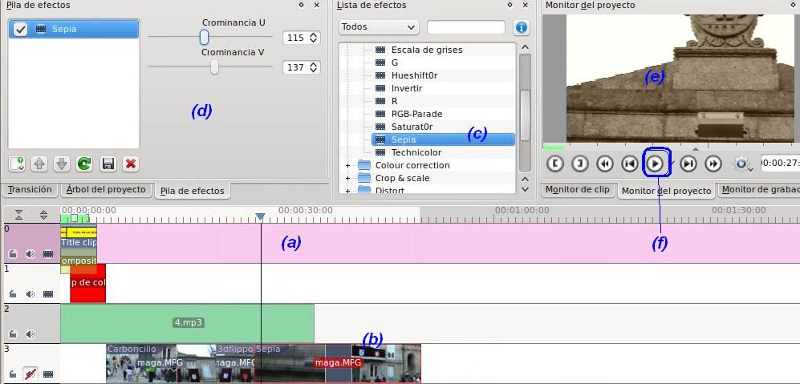 Pila de efectos
Sepia
Crominancia U
115
Crominancia V
137
(d)
Transición
Árbol del proyecto
Pila de efectos
Lista de efectos
Todos
Escala de grises
G
Hueshift0r
Invertir
R
RGB-Parade
Saturat0r
Sepia
Technicolor
Colour correction
Crop & scale
Distort
(c)
Monitor del proyecto
(e)
Monitor de clip
Monitor del proyecto
Monitor de grabac
(f)
00:00:00:00
00:00:30:00
00:01:00:00
00:01:30:00
0
Title clip
omposit
(a)
1
p de col
2
4.mp3
(b)
3
Carboncillo
3dflippo
Sepia
maga.MPG
maga.MPG
maga.MPG